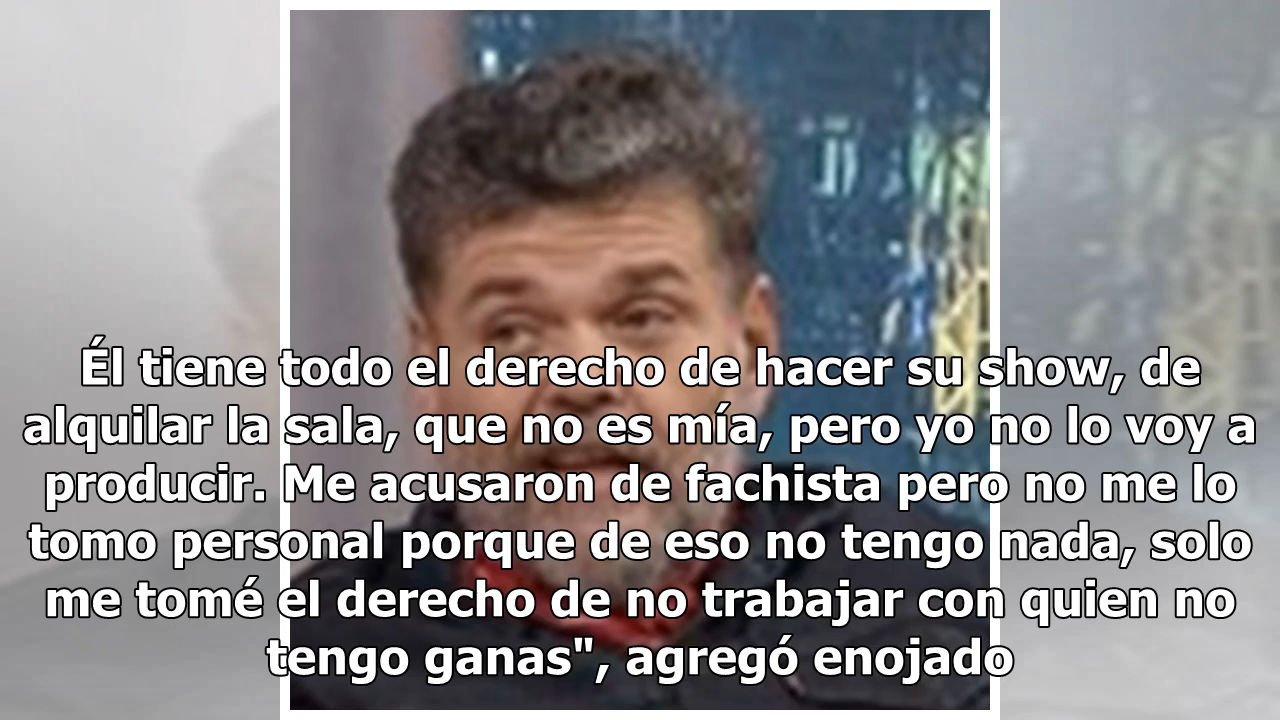 Él tiene todo el derecho de hacer su show, de
alquilar la sala, que no es mía, pero yo no lo voy a
producir. Me acusaron de fachista pero no me lo
tomo personal porque de eso no tengo nada, solo
me tomé el derecho de no trabajar con quien no
tengo ganas", agregó enojado